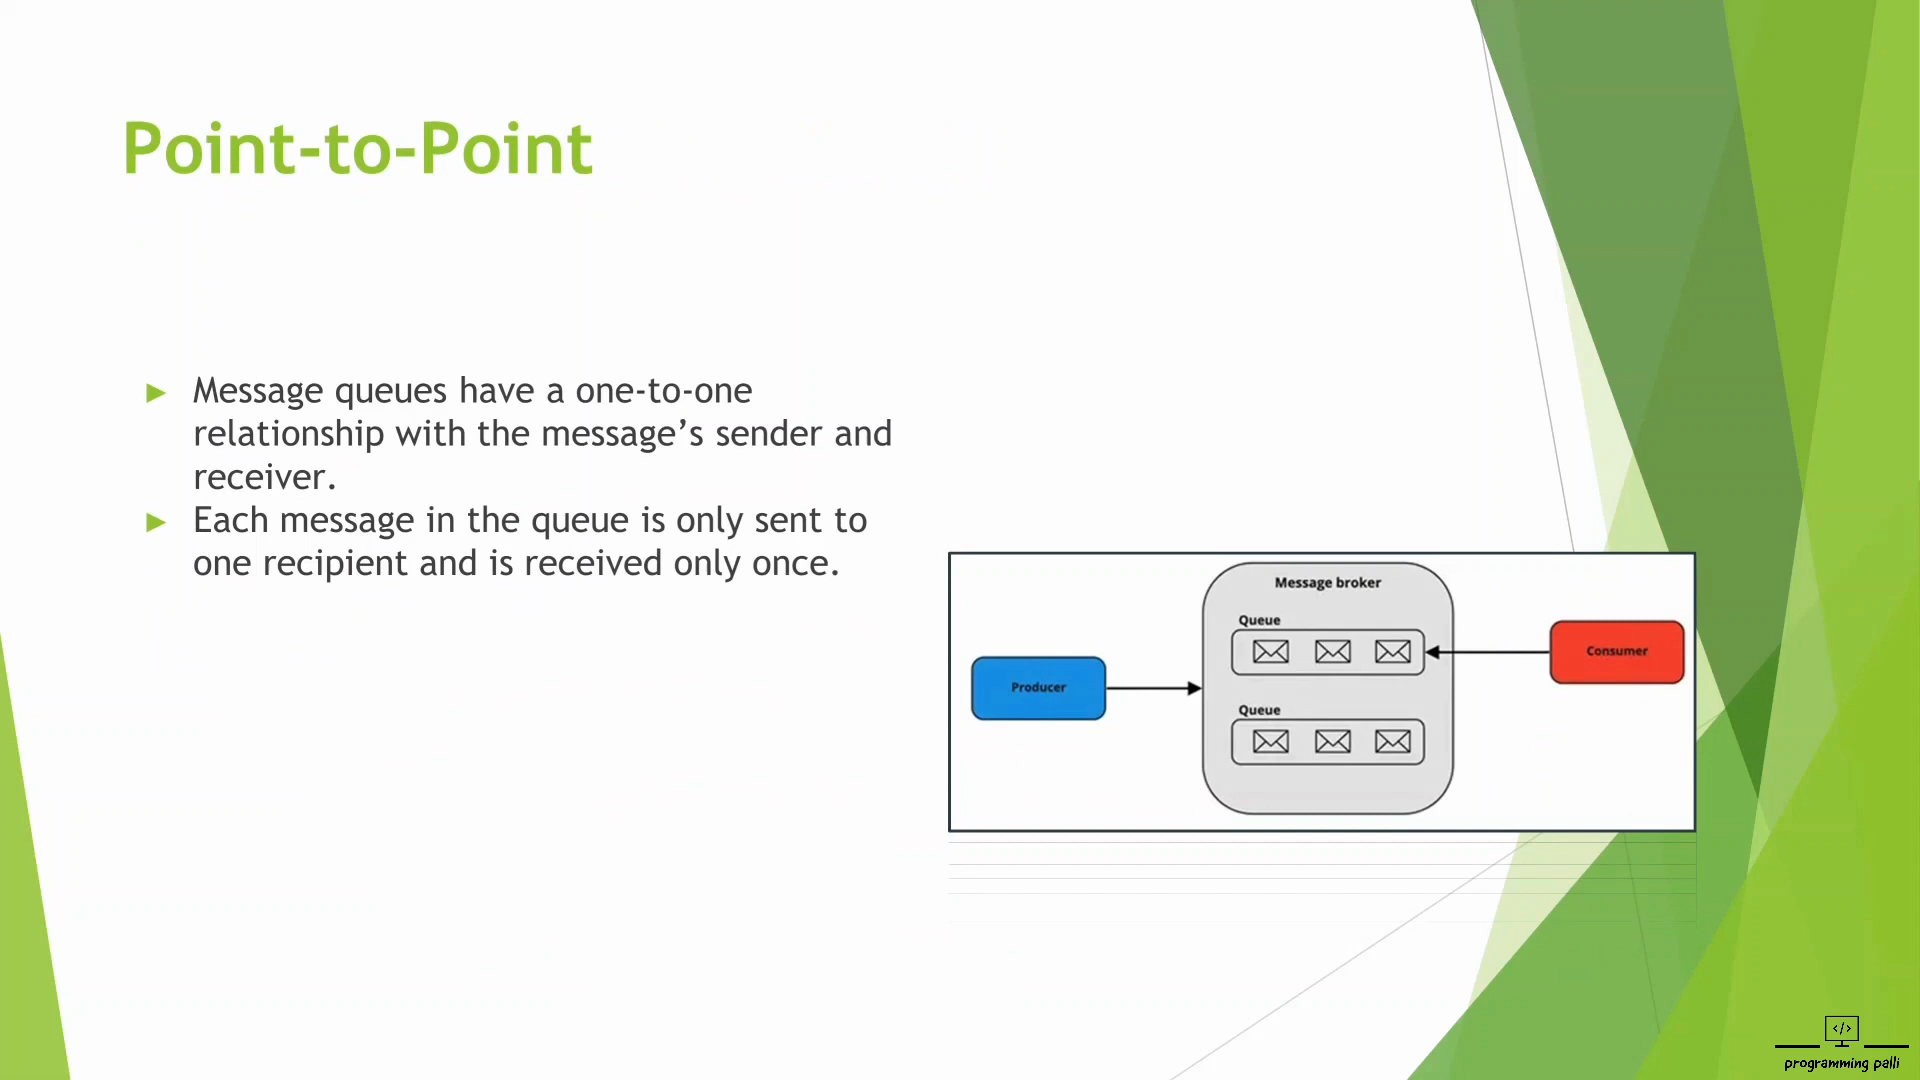 Point-to-Point
► Message queues have a one-to-one
relationship with the message’s sender and
receiver.
► Each message in the queue is only sent to
one recipient and is received only once.
Message broker
Queue
Consumer
Producer
Queue
</>
programming palli